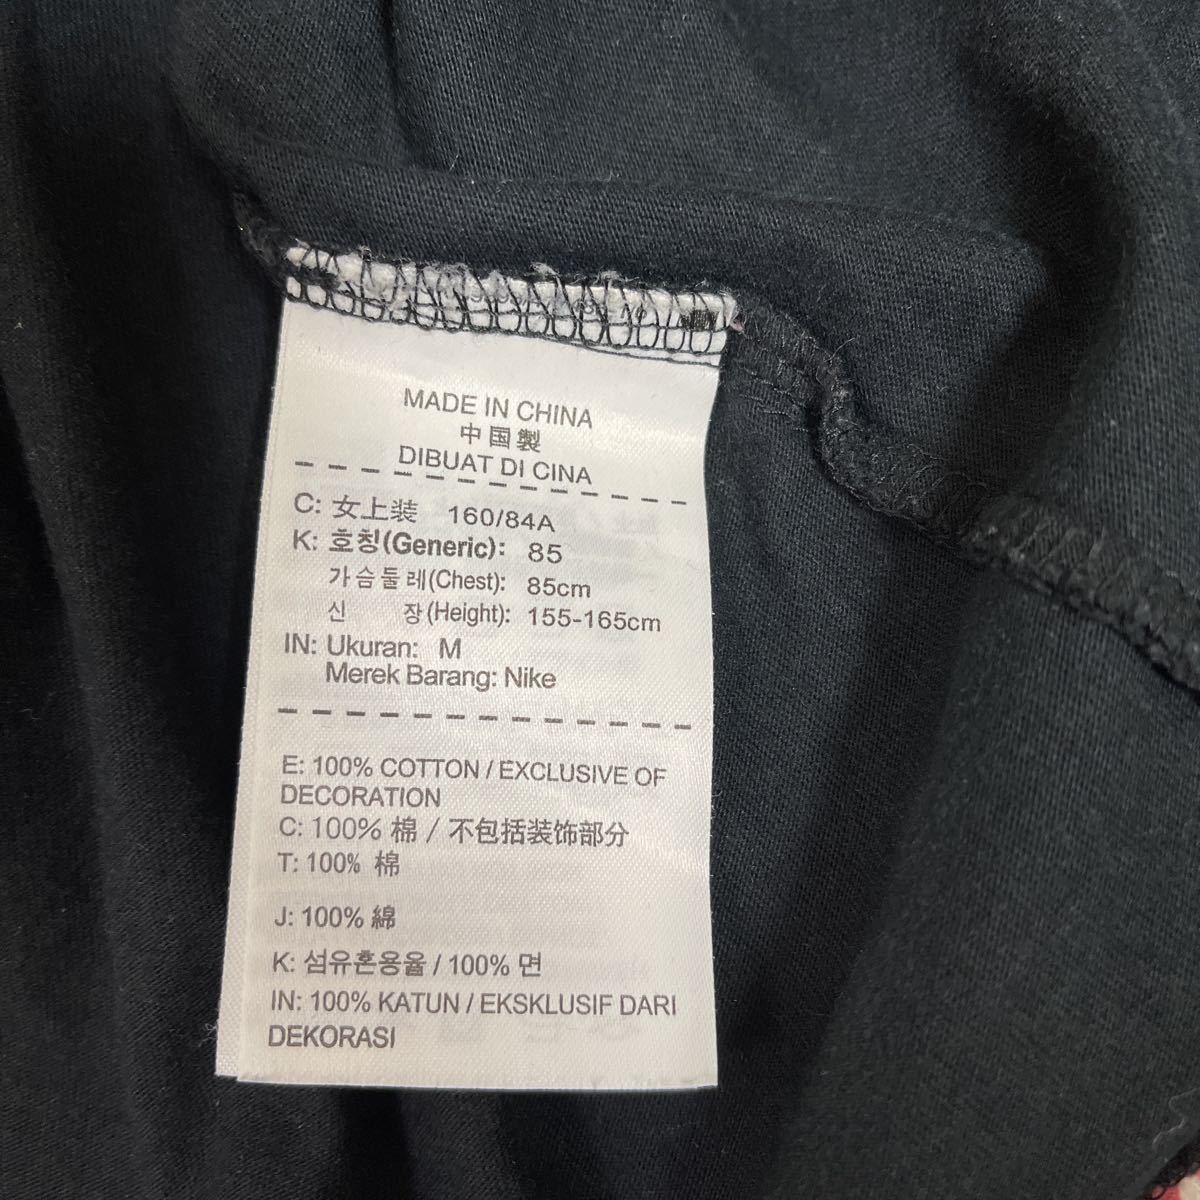 MADE IN CHINA
中国製
DIBUAT DI CINA
C: 女上装 160/84A
K: 호칭(Generic): 85
가슴둘레(Chest): 85cm
신 장(Height): 155-165cm
IN: Ukuran: M
Merek Barang: Nike
E: 100% COTTON / EXCLUSIVE OF
DECORATION
C: 100% 棉 / 不包括装饰部分
T: 100% 棉
J: 100% 綿
K: 섬유혼용율 / 100% 면
IN: 100% KATUN / EKSKLUSIF DARI
DEKORASI